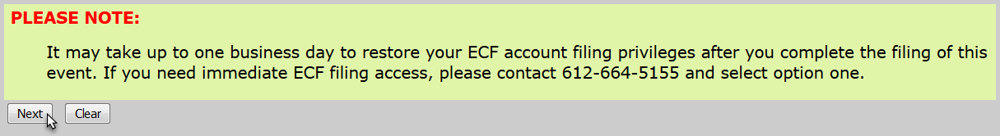 PLEASE NOTE:
It may take up to one business day to restore your ECF account filing privileges after you complete the filing of this
event. If you need immediate ECF filing access, please contact 612-664-5155 and select option one.
Next Clear